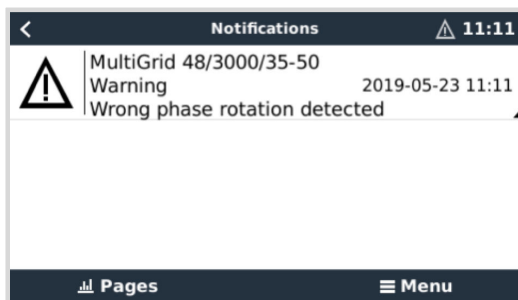 Notifications
11:11
MultiGrid 48/3000/35-50
Warning 2019-05-23 11:11
Wrong phase rotation detected
Pages
Menu